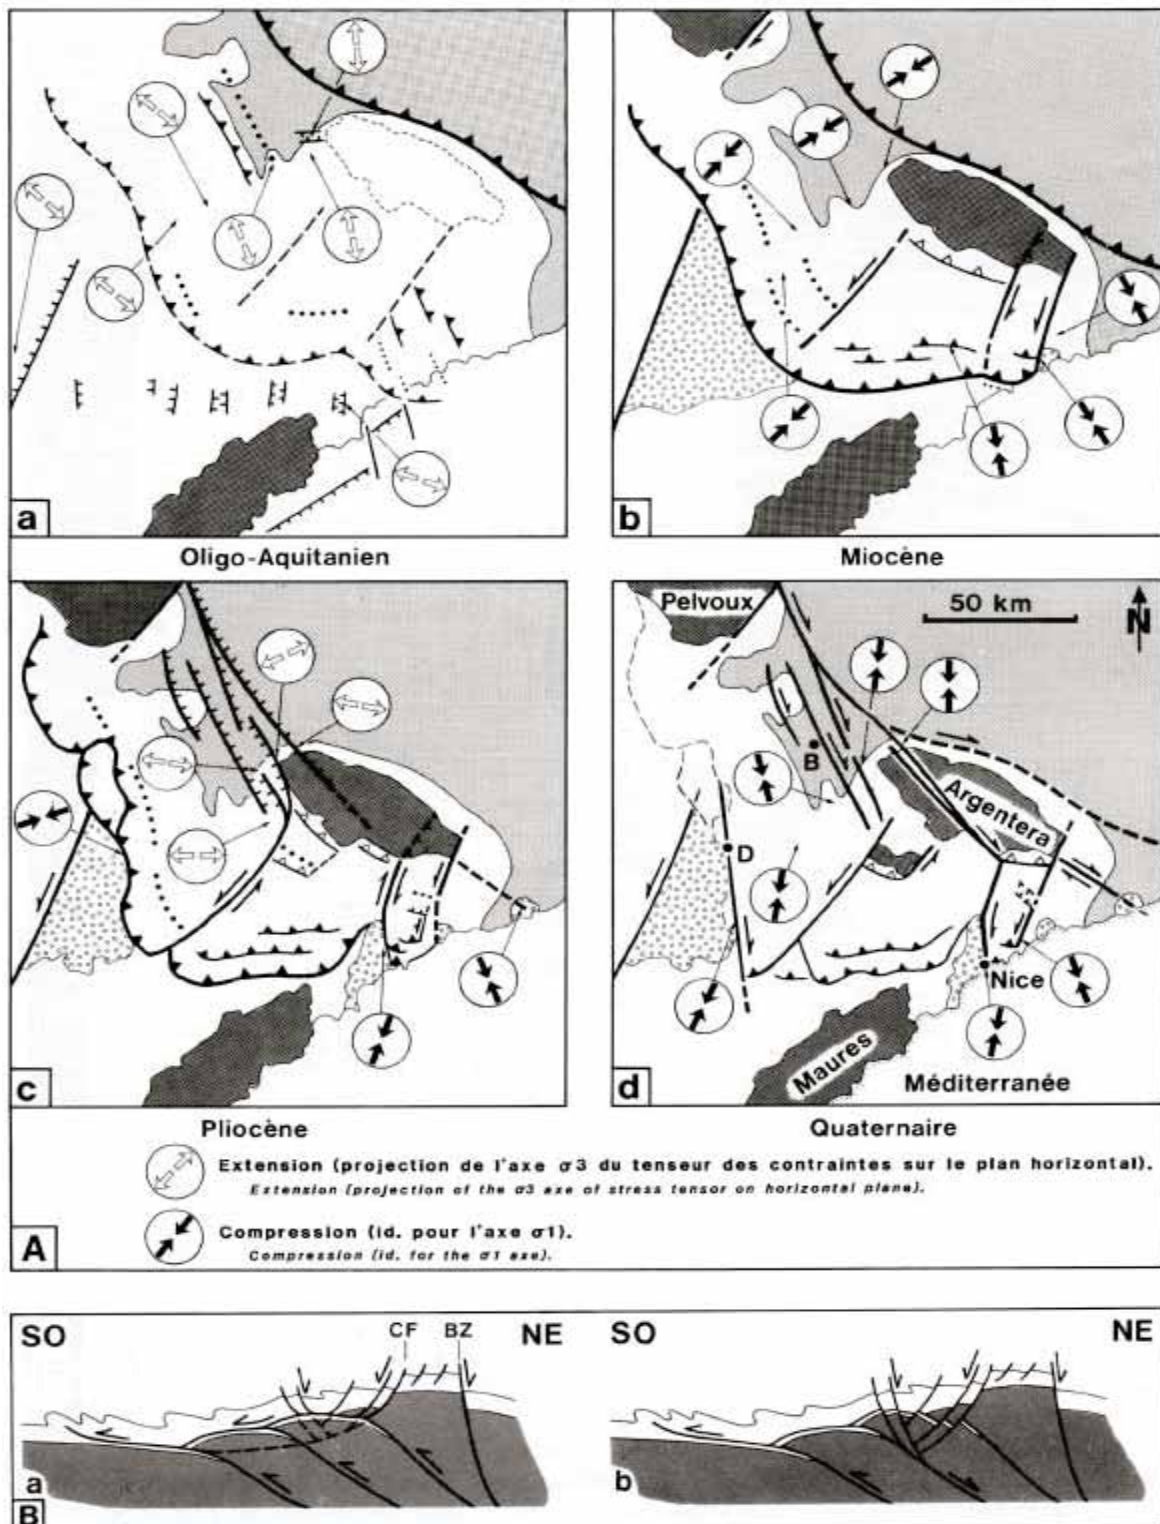 a
Oligo-Aquitanien
b
Miocène
c
Pliocène
Pelvoux
50 km
N
B
D
Argentera
Nice
Maures
Méditerranée
d
Quaternaire
Extension (projection de l'axe σ3 du tenseur des contraintes sur le plan horizontal).
Extension (projection of the σ3 axe of stress tensor on horizontal plane).
Compression (id. pour l'axe σ1).
Compression (id. for the σ1 axe).
A
SO
CF
BZ
NE
a
B
SO
NE
b